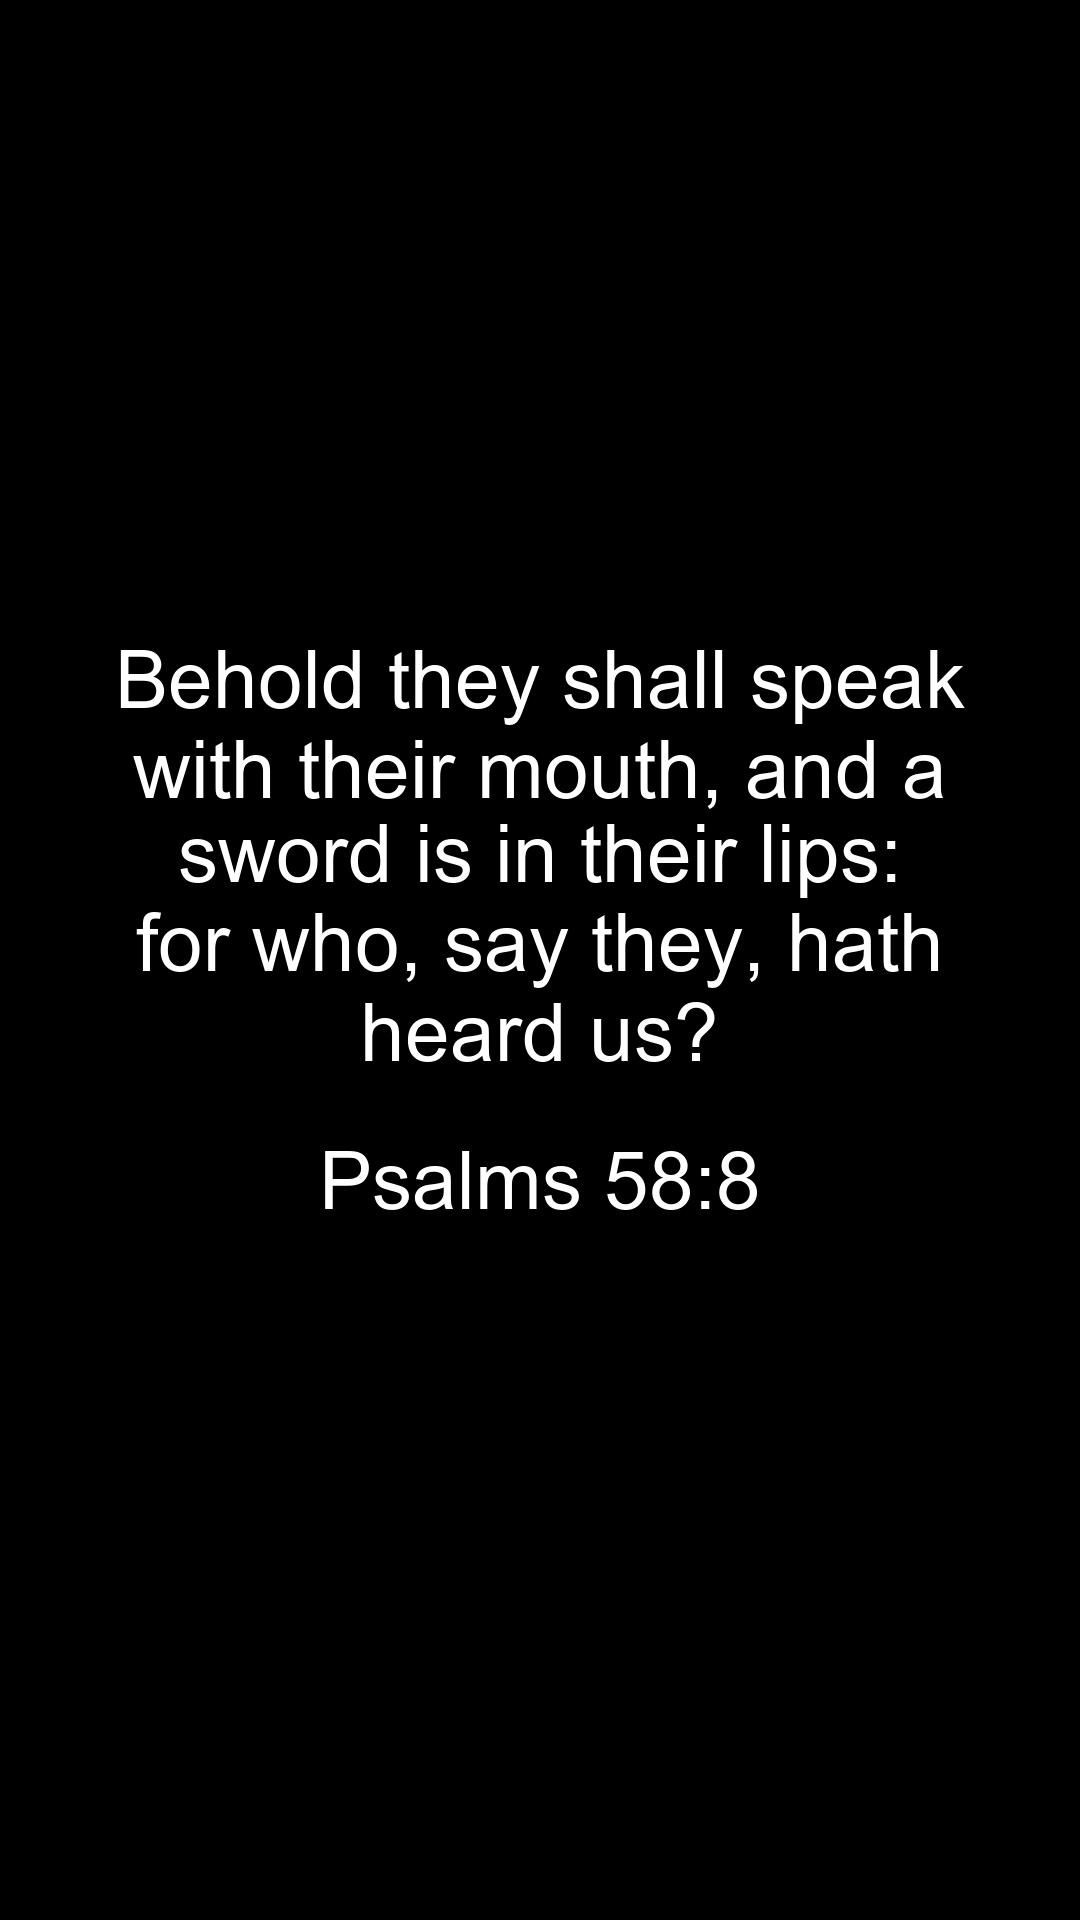 Behold they shall speak
with their mouth, and a
sword is in their lips:
for who, say they, hath
heard us?
Psalms 58:8